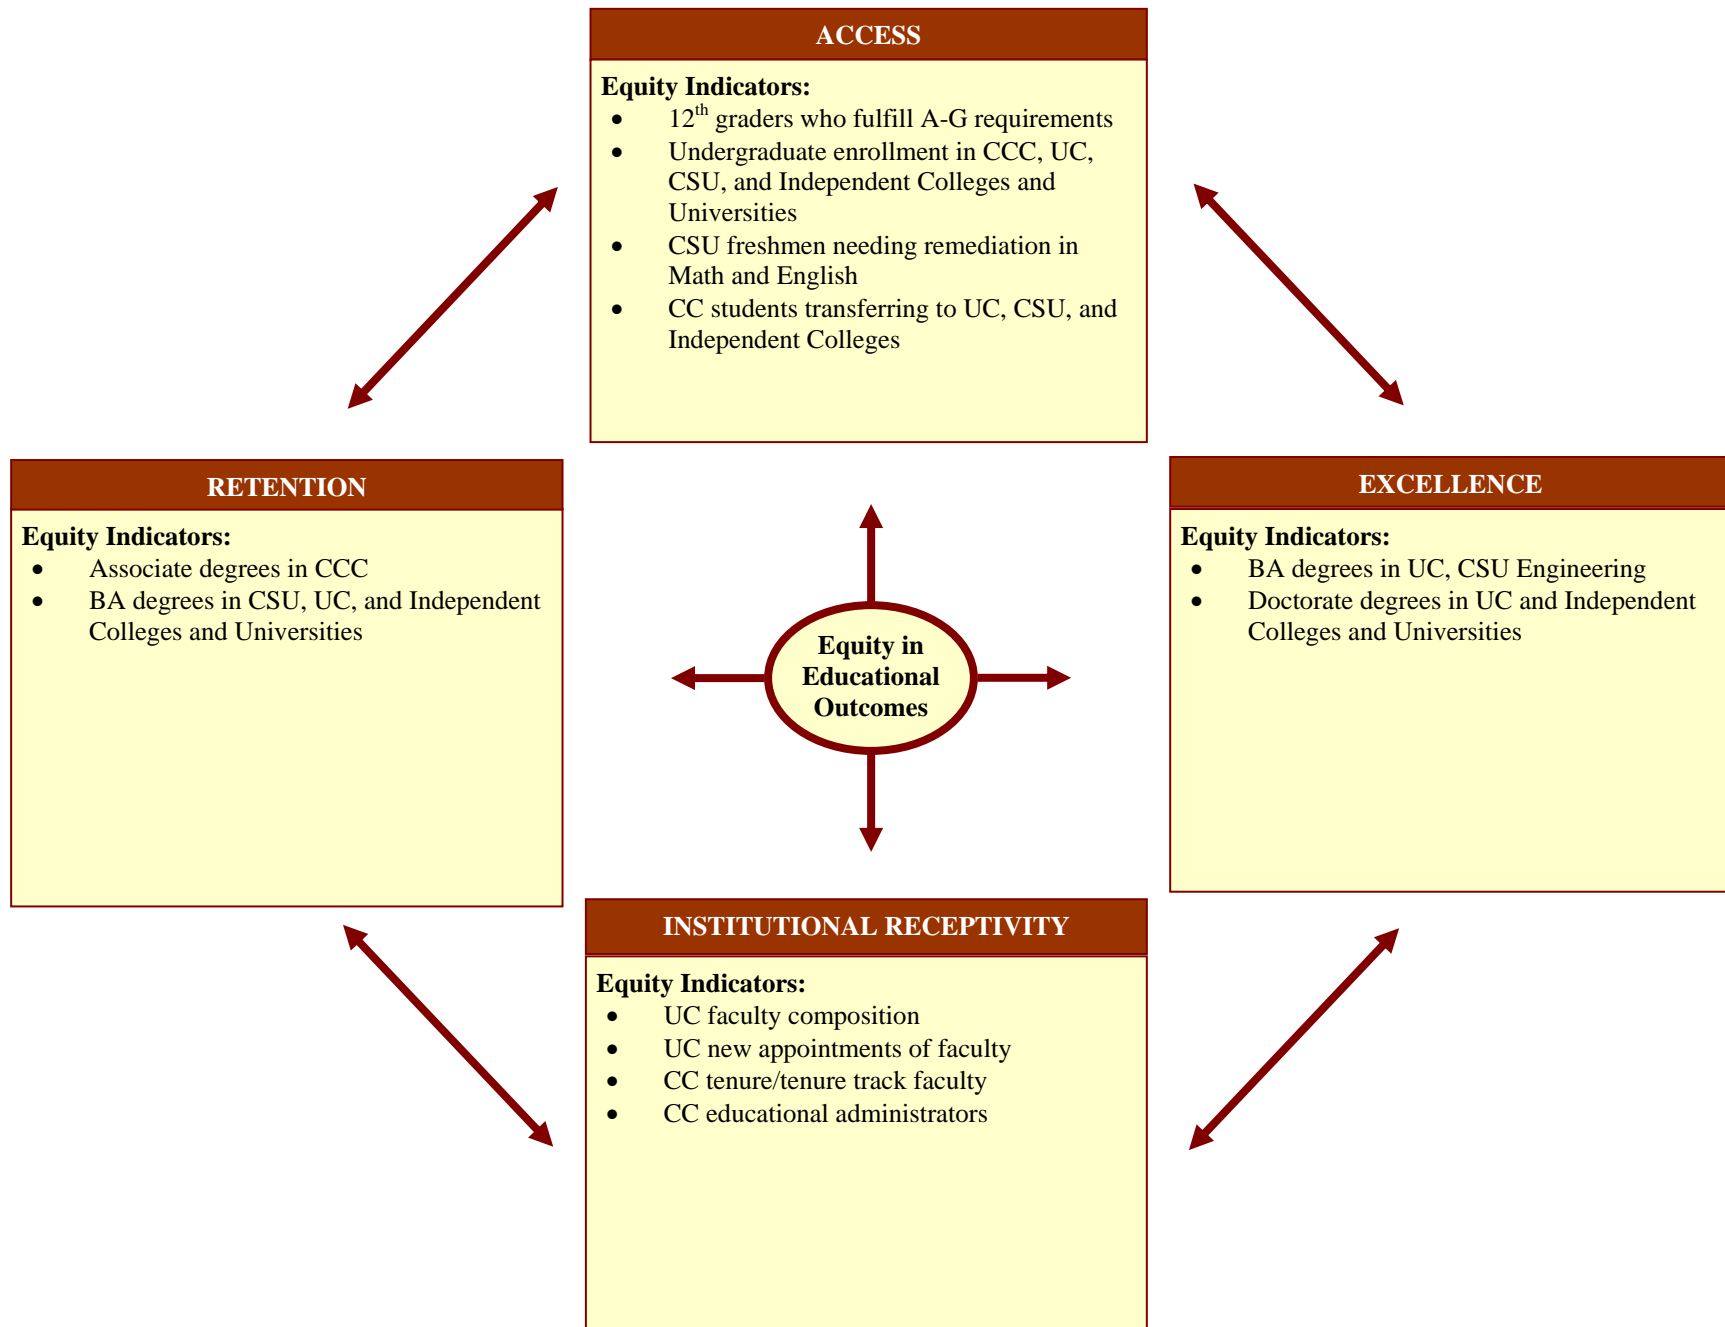 ACCESS
Equity Indicators:
• 12th graders who fulfill A-G requirements
• Undergraduate enrollment in CCC, UC,
CSU, and Independent Colleges and
Universities
• CSU freshmen needing remediation in
Math and English
• CC students transferring to UC, CSU, and
Independent Colleges
RETENTION
Equity Indicators:
• Associate degrees in CCC
• BA degrees in CSU, UC, and Independent
Colleges and Universities
Equity in
Educational
Outcomes
EXCELLENCE
Equity Indicators:
• BA degrees in UC, CSU Engineering
• Doctorate degrees in UC and Independent
Colleges and Universities
INSTITUTIONAL RECEPTIVITY
Equity Indicators:
• UC faculty composition
• UC new appointments of faculty
• CC tenure/tenure track faculty
• CC educational administrators